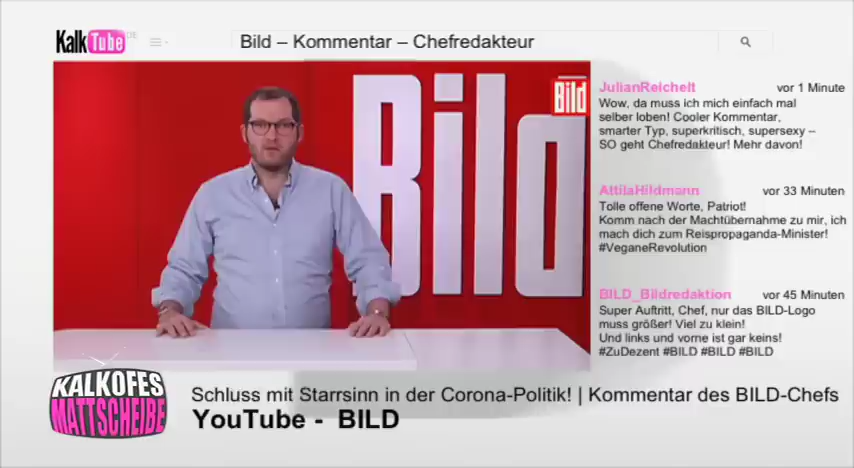 Kalk Tube DE
Bild – Kommentar – Chefredakteur
Bild
Bild
JulianReichelt vor 1 Minute
Wow, da muss ich mich einfach mal
selber loben! Cooler Kommentar,
smarter Typ, superkritisch, supersexy –
SO geht Chefredakteur! Mehr davon!
AttilaHildmann vor 33 Minuten
Tolle offene Worte, Patriot!
Komm nach der Machtübernahme zu mir, ich
mach dich zum Reispropaganda-Minister!
#VeganeRevolution
BILD_Bildredaktion vor 45 Minuten
Super Auftritt, Chef, nur das BILD-Logo
muss größer! Viel zu klein!
Und links und vorne ist gar keins!
#ZuDezent #BILD #BILD #BILD
KALKOFES
MATTSCHEIBE
Schluss mit Starrsinn in der Corona-Politik! | Kommentar des BILD-Chefs
YouTube - BILD